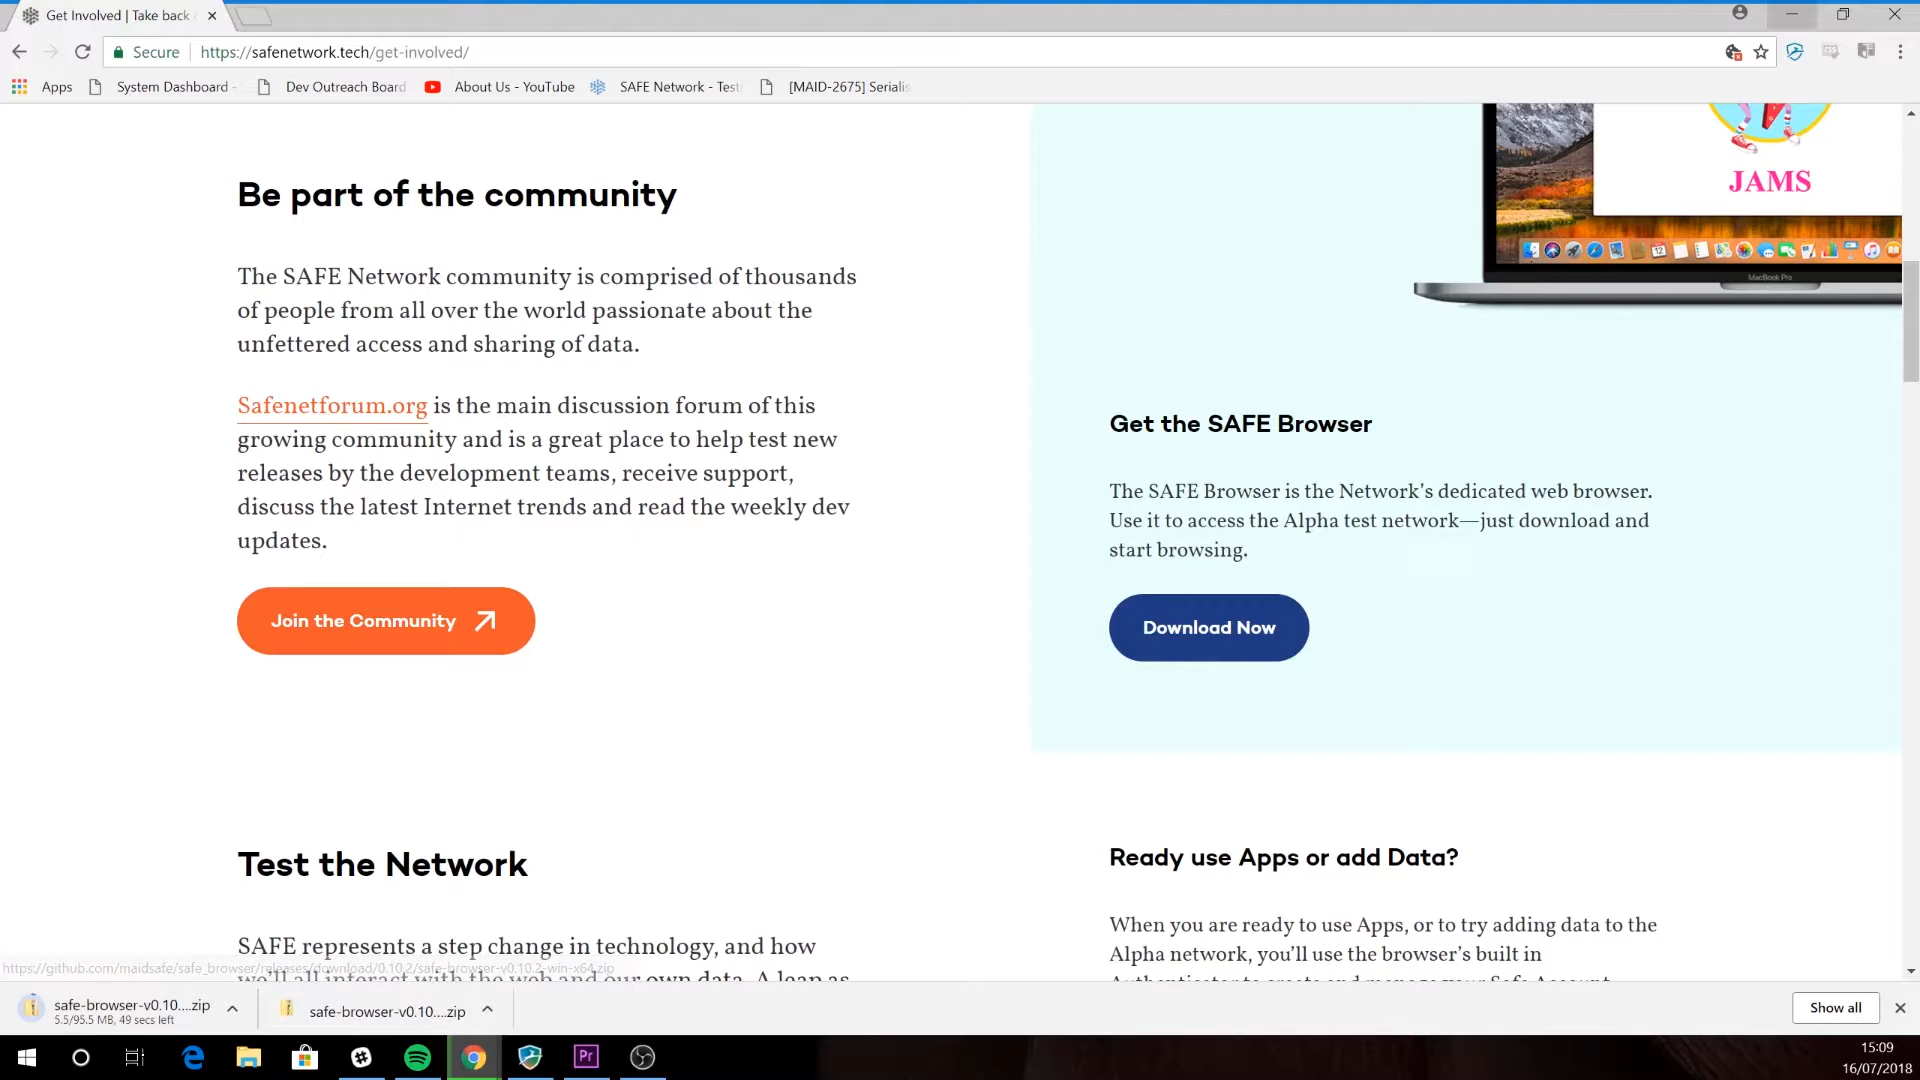 Get Involved | Take back
Secure
https://safenetwork.tech/get-involved/
Apps
System Dashboard -
Dev Outreach Board
About Us - YouTube
SAFE Network - Test
[MAID-2675] Serialis
JAMS
MacBook Pro
Be part of the community
The SAFE Network community is comprised of thousands
of people from all over the world passionate about the
unfettered access and sharing of data.
Safenetforum.org is the main discussion forum of this
growing community and is a great place to help test new
releases by the development teams, receive support,
discuss the latest Internet trends and read the weekly dev
updates.
Join the Community
Get the SAFE Browser
The SAFE Browser is the Network’s dedicated web browser.
Use it to access the Alpha test network—just download and
start browsing.
Download Now
Test the Network
SAFE represents a step change in technology, and how
we’ll all interact with the web and our own data. A leap as
Ready use Apps or add Data?
When you are ready to use Apps, or to try adding data to the
Alpha network, you’ll use the browser’s built in
Authenticator to create and manage your Safe Account
https://github.com/maidsafe/safe_browser/releases/download/0.10.2/safe-browser-v0.10.2-win-x64.zip
safe-browser-v0.10....zip
5.5/95.5 MB, 49 secs left
safe-browser-v0.10....zip
Show all
Pr
15:09
16/07/2018